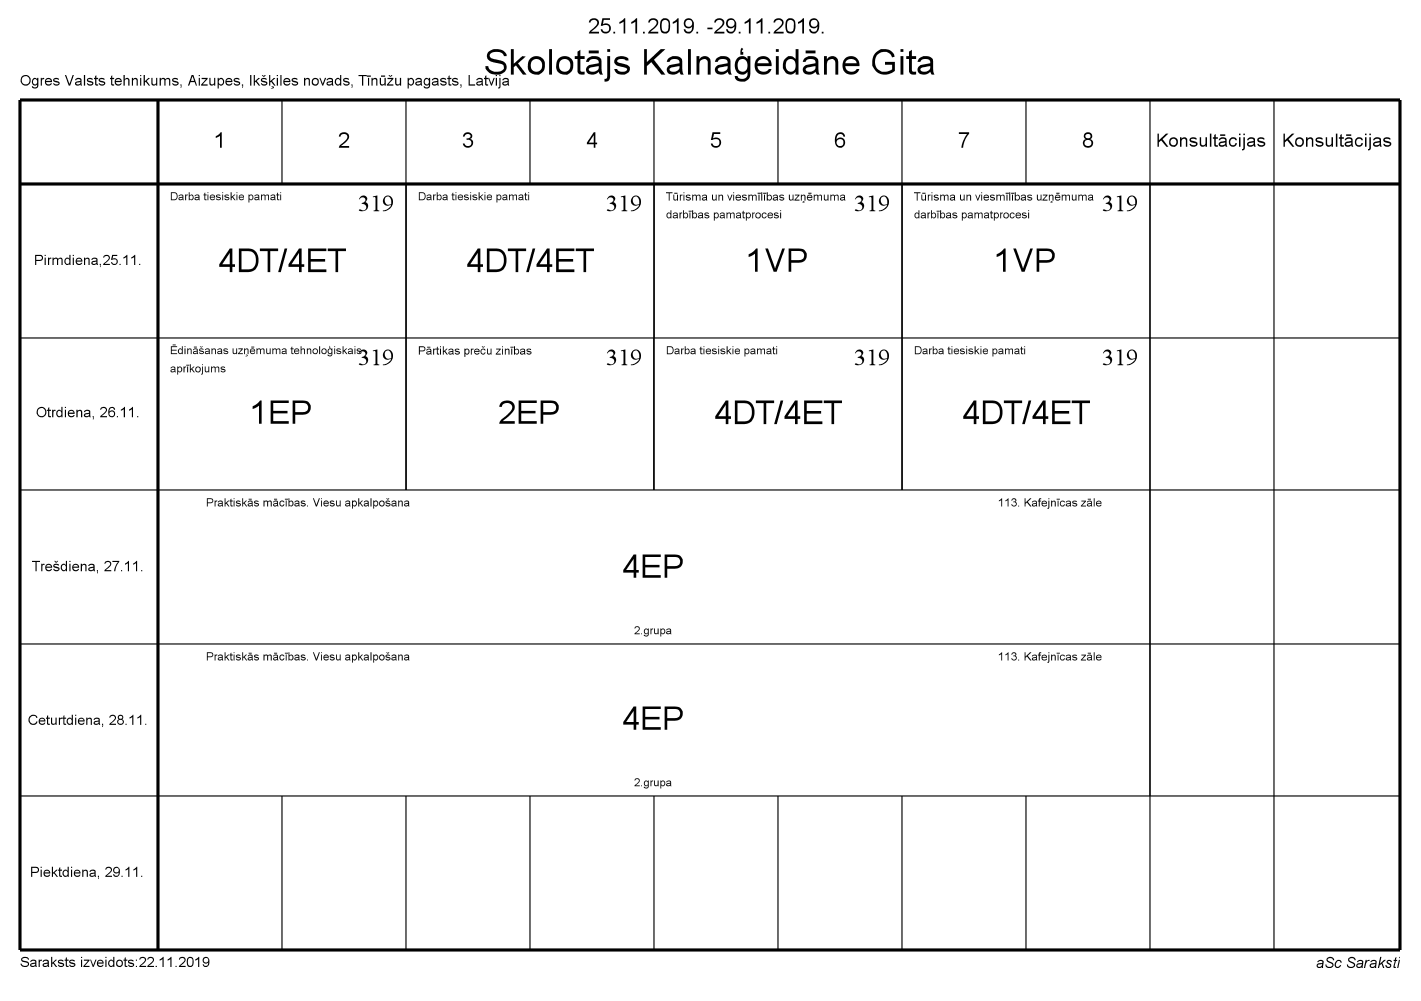 25.11.2019. -29.11.2019.
Skolotājs Kalnaģeidāne Gita
Ogres Valsts tehnikums, Aizupes, Ikšķiles novads, Tīnūžu pagasts, Latvija
1 2 3 4 5 6 7 8 Konsultācijas Konsultācijas
Pirmdiena,25.11.
Darba tiesiskie pamati 319
4DT/4ET
Darba tiesiskie pamati 319
4DT/4ET
Tūrisma un viesmīlības uzņēmuma 319
darbības pamatprocesi
1VP
Tūrisma un viesmīlības uzņēmuma 319
darbības pamatprocesi
1VP
Otrdiena, 26.11.
Ēdināšanas uzņēmuma tehnoloģiskais 319
aprīkojums
1EP
Pārtikas preču zinības 319
2EP
Darba tiesiskie pamati 319
4DT/4ET
Darba tiesiskie pamati 319
4DT/4ET
Trešdiena, 27.11.
Praktiskās mācības. Viesu apkalpošana 113. Kafejnīcas zāle
4EP
2.grupa
Ceturtdiena, 28.11.
Praktiskās mācības. Viesu apkalpošana 113. Kafejnīcas zāle
4EP
2.grupa
Piektdiena, 29.11.
Saraksts izveidots:22.11.2019 aSc Saraksti